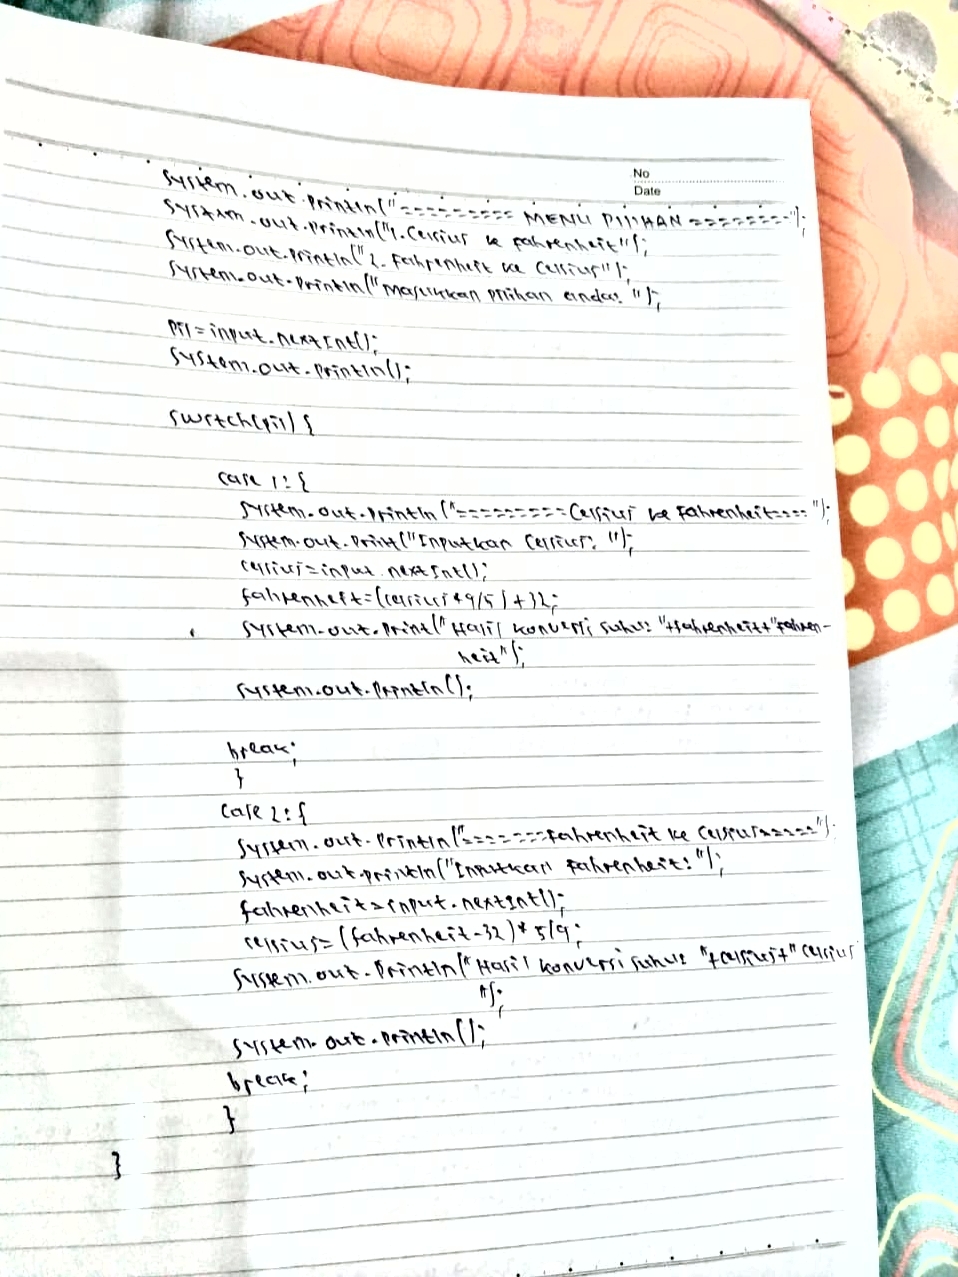 No
Date
System.out.println("========= MENU PILIHAN ========");
System.out.println("1. Celsius ke fahrenheit");
System.out.println("2. Fahrenheit ke Celsius");
System.out.println("Masukkan pilihan anda: ");
pil=input.nextInt();
System.out.println();
switch(pil) {
case 1: {
System.out.println("========= Celsius ke Fahrenheit====");
System.out.print("Inputkan Celsius: ");
celsius=input.nextInt();
fahrenheit=(celsius*9/5)+32;
System.out.print("Hasil konversi suhu: "+fahrenheit+"fahren-
heit");
System.out.println();
break;
}
case 2: {
System.out.println("=======Fahrenheit ke Celsius=====");
System.out.println("Inputkan Fahrenheit: ");
fahrenheit=input.nextInt();
celsius=(fahrenheit-32)*5/9;
System.out.println("Hasil konversi suhu: "+celsius+" celsius
");
System.out.println();
break;
}
}